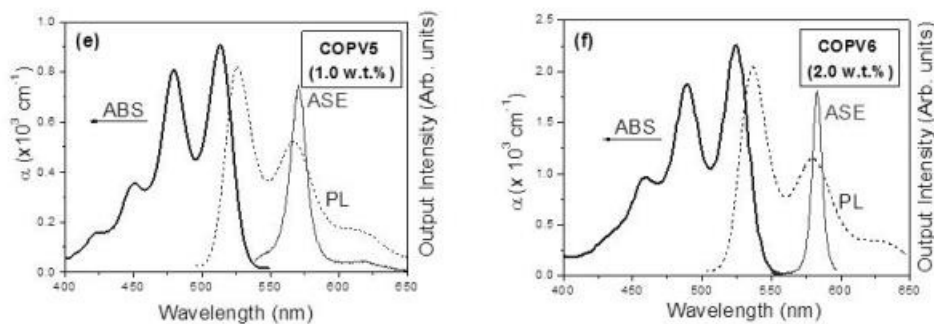 (e)
COPV5
(1.0 w.t.%)
ABS
ASE
PL
α (x 10³ cm⁻¹)
1.0
0.8
0.6
0.4
0.2
0.0
400 450 500 550 600 650
Wavelength (nm)
Output Intensity (Arb. units)
(f)
COPV6
(2.0 w.t.%)
ABS
ASE
PL
α (x 10³ cm⁻¹)
2.5
2.0
1.5
1.0
0.5
0.0
400 450 500 550 600 650
Wavelength (nm)
Output Intensity (Arb. units)